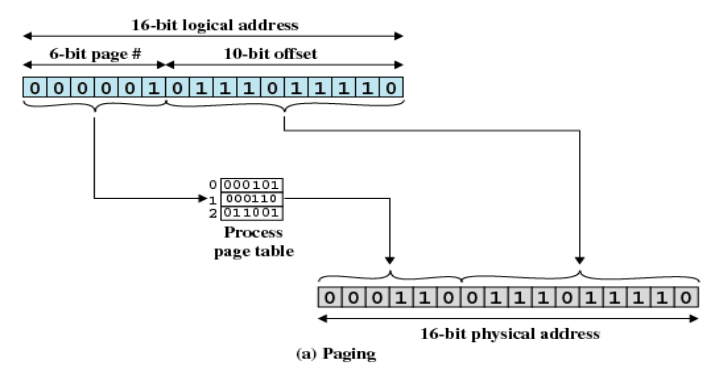 16-bit logical address
6-bit page # 10-bit offset
0 0 0 0 0 1 0 1 1 1 0 1 1 1 1 0
0 000101
1 000110
2 011001
Process
page table
0 0 0 1 1 0 0 1 1 1 0 1 1 1 1 0
16-bit physical address
(a) Paging